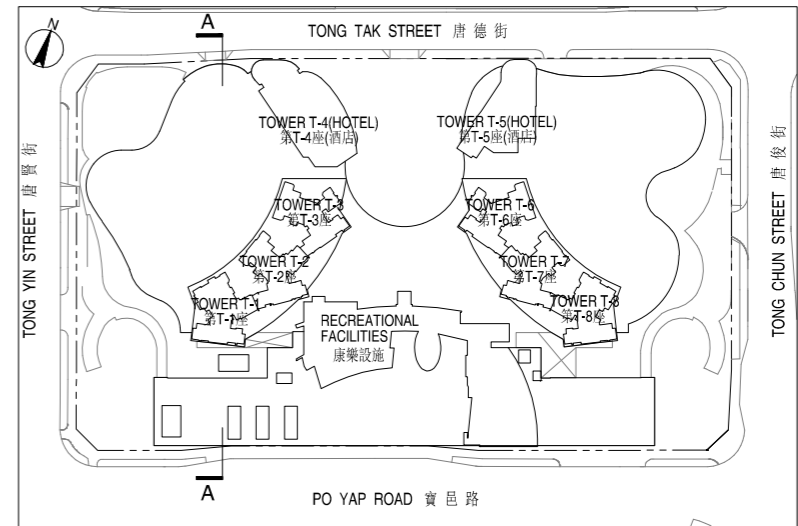 A
N
TONG TAK STREET 唐德街
TOWER T-4(HOTEL)
第T-4座(酒店)
TOWER T-5(HOTEL)
第T-5座(酒店)
TONG YIN STREET 唐賢街
TONG CHUN STREET 唐俊街
TOWER T-3
第T-3座
TOWER T-6
第T-6座
TOWER T-2
第T-2座
TOWER T-7
第T-7座
TOWER T-1
第T-1座
TOWER T-8
第T-8座
RECREATIONAL
FACILITIES
康樂設施
A
PO YAP ROAD 寶邑路